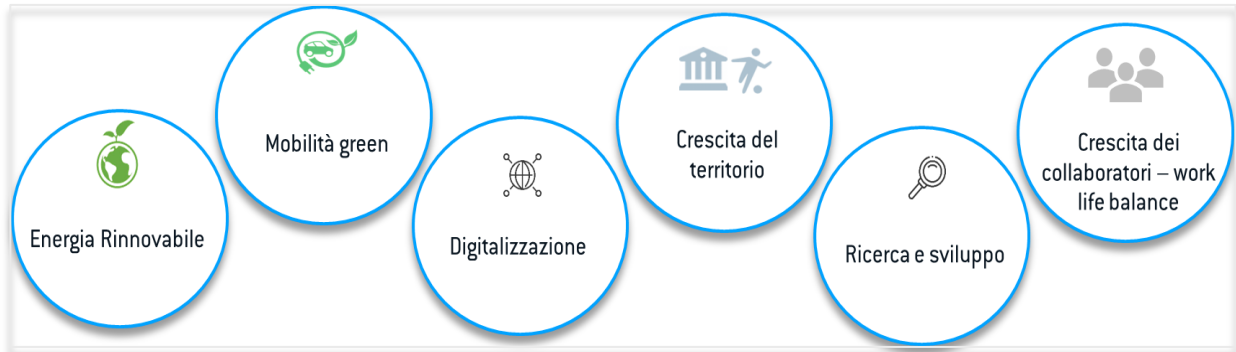 Energia Rinnovabile
Mobilità green
Digitalizzazione
Crescita del
territorio
Ricerca e sviluppo
Crescita dei
collaboratori – work
life balance